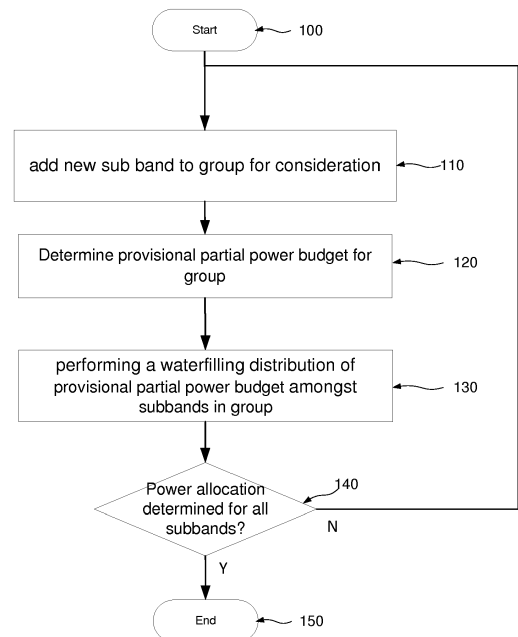 Start
100
add new sub band to group for consideration
110
Determine provisional partial power budget for
group
120
performing a waterfilling distribution of
provisional partial power budget amongst
subbands in group
130
Power allocation
determined for all
subbands?
140
N
Y
End
150